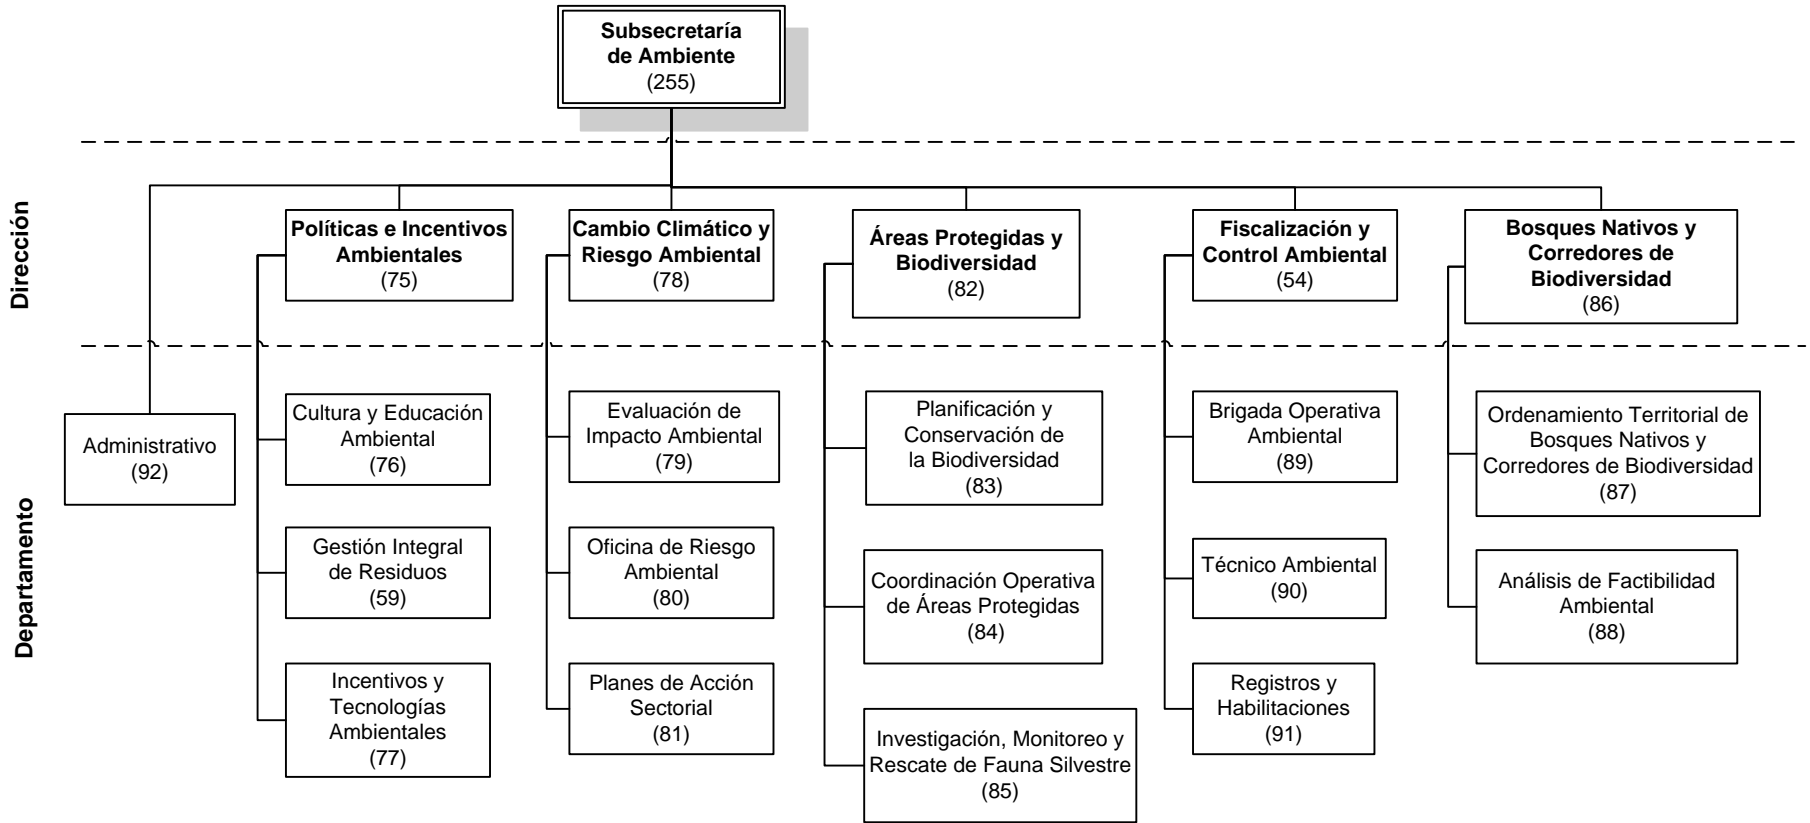 Subsecretaría
de Ambiente
(255)
Dirección
Políticas e Incentivos
Ambientales
(75)
Cambio Climático y
Riesgo Ambiental
(78)
Áreas Protegidas y
Biodiversidad
(82)
Fiscalización y
Control Ambiental
(54)
Bosques Nativos y
Corredores de
Biodiversidad
(86)
Departamento
Administrativo
(92)
Cultura y Educación
Ambiental
(76)
Gestión Integral
de Residuos
(59)
Incentivos y
Tecnologías
Ambientales
(77)
Evaluación de
Impacto Ambiental
(79)
Oficina de Riesgo
Ambiental
(80)
Planes de Acción
Sectorial
(81)
Planificación y
Conservación de
la Biodiversidad
(83)
Coordinación Operativa
de Áreas Protegidas
(84)
Investigación, Monitoreo y
Rescate de Fauna Silvestre
(85)
Brigada Operativa
Ambiental
(89)
Técnico Ambiental
(90)
Registros y
Habilitaciones
(91)
Ordenamiento Territorial de
Bosques Nativos y
Corredores de Biodiversidad
(87)
Análisis de Factibilidad
Ambiental
(88)